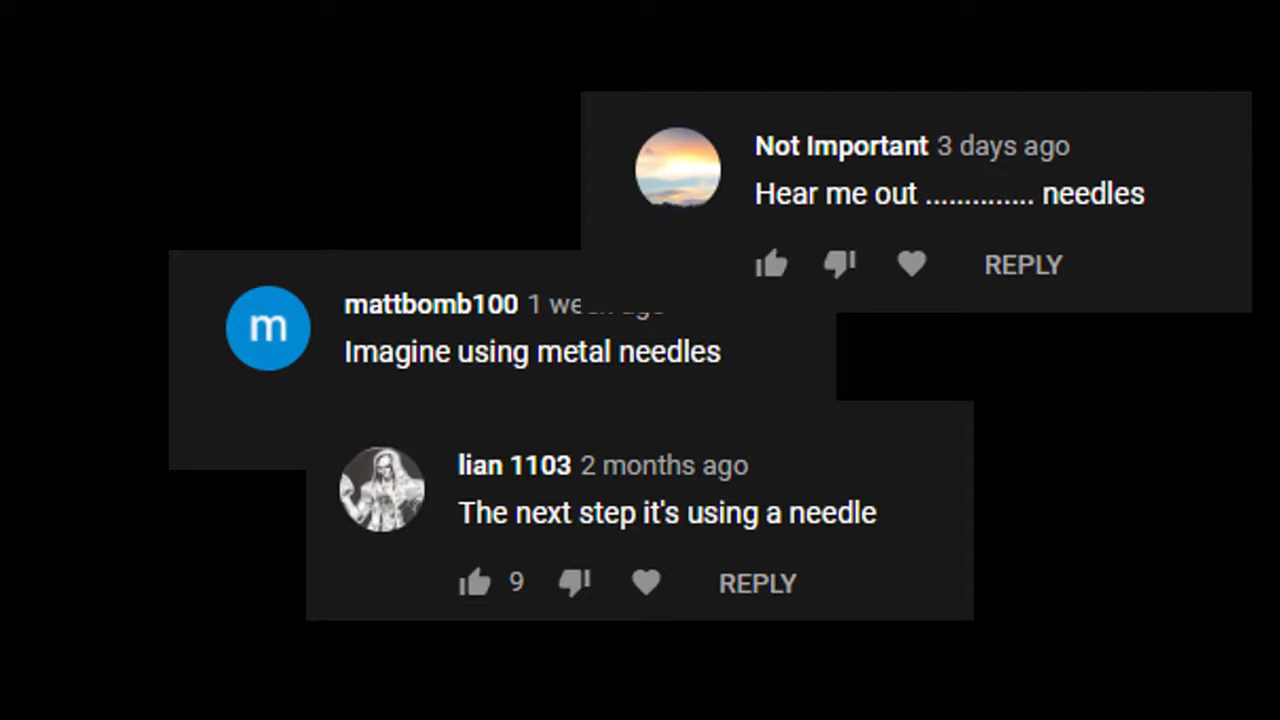 Not Important 3 days ago
Hear me out .............. needles
REPLY
m
mattbomb100 1 week ago
Imagine using metal needles
lian 1103 2 months ago
The next step it's using a needle
9
REPLY